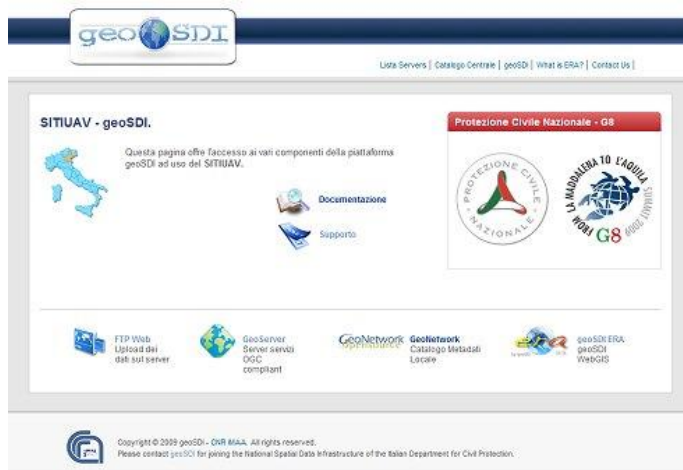 geoSDI
Lista Servers | Catalogo Centrale | geoSDI | What is ERA? | Contact Us |
SITIUAV - geoSDI.
Questa pagina offre l'accesso ai vari componenti della piattaforma
geoSDI ad uso del SITIUAV.
Documentazione
Supporto
Protezione Civile Nazionale - G8
PROTEZIONE CIVILE
NAZIONALE
FROM LA MADDALENA TO L'AQUILA
SUMMIT 2009
G8
FTP Web
Upload dei
dati sul server
GeoServer
Server servizi
OGC
compliant
GeoNetwork
opensource
GeoNetwork
Catalogo Metadati
Locale
geoSDI ERA
geoSDI
WebGIS
Copyright © 2009 geoSDI - CNR IMAA. All rights reserved.
Please contact geoSDI for joining the National Spatial Data Infrastructure of the Italian Department for Civil Protection.